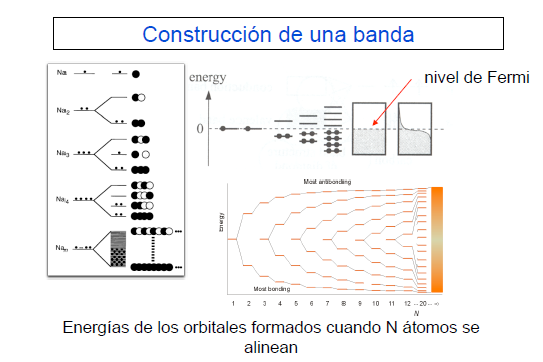 Construcción de una banda
Na
Na2
Na3
Na4
energy
0
nivel de Fermi
Most antibonding
Energy
Most bonding
1 2 3 4 5 6 7 8 9 10 11 12 ... 20 ... ∞
N
Energías de los orbitales formados cuando N átomos se
alinean